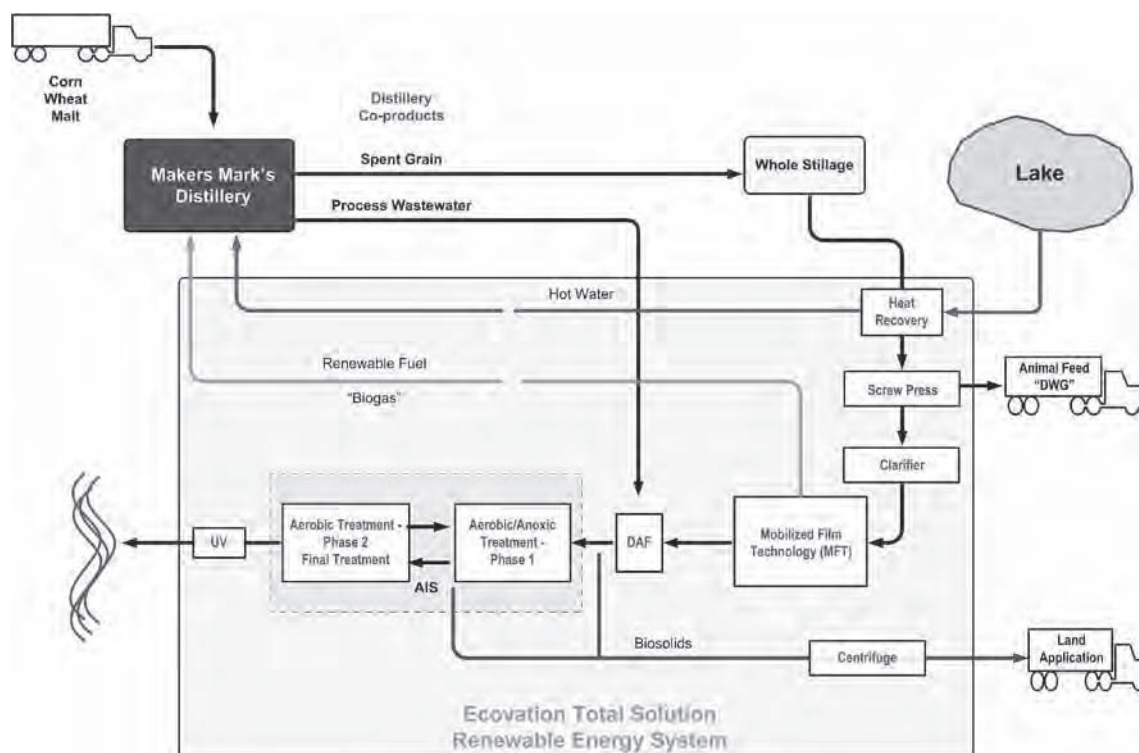 Corn
Wheat
Malt
Distillery
Co-products
Makers Mark's
Distillery
Spent Grain
Process Wastewater
Whole Stillage
Lake
Hot Water
Heat
Recovery
Renewable Fuel
"Biogas"
Screw Press
Animal Feed
"DWG"
Clarifier
UV
Aerobic Treatment -
Phase 2
Final Treatment
AIS
Aerobic/Anoxic
Treatment -
Phase 1
DAF
Mobilized Film
Technology (MFT)
Biosolids
Centrifuge
Land
Application
Ecovation Total Solution
Renewable Energy System